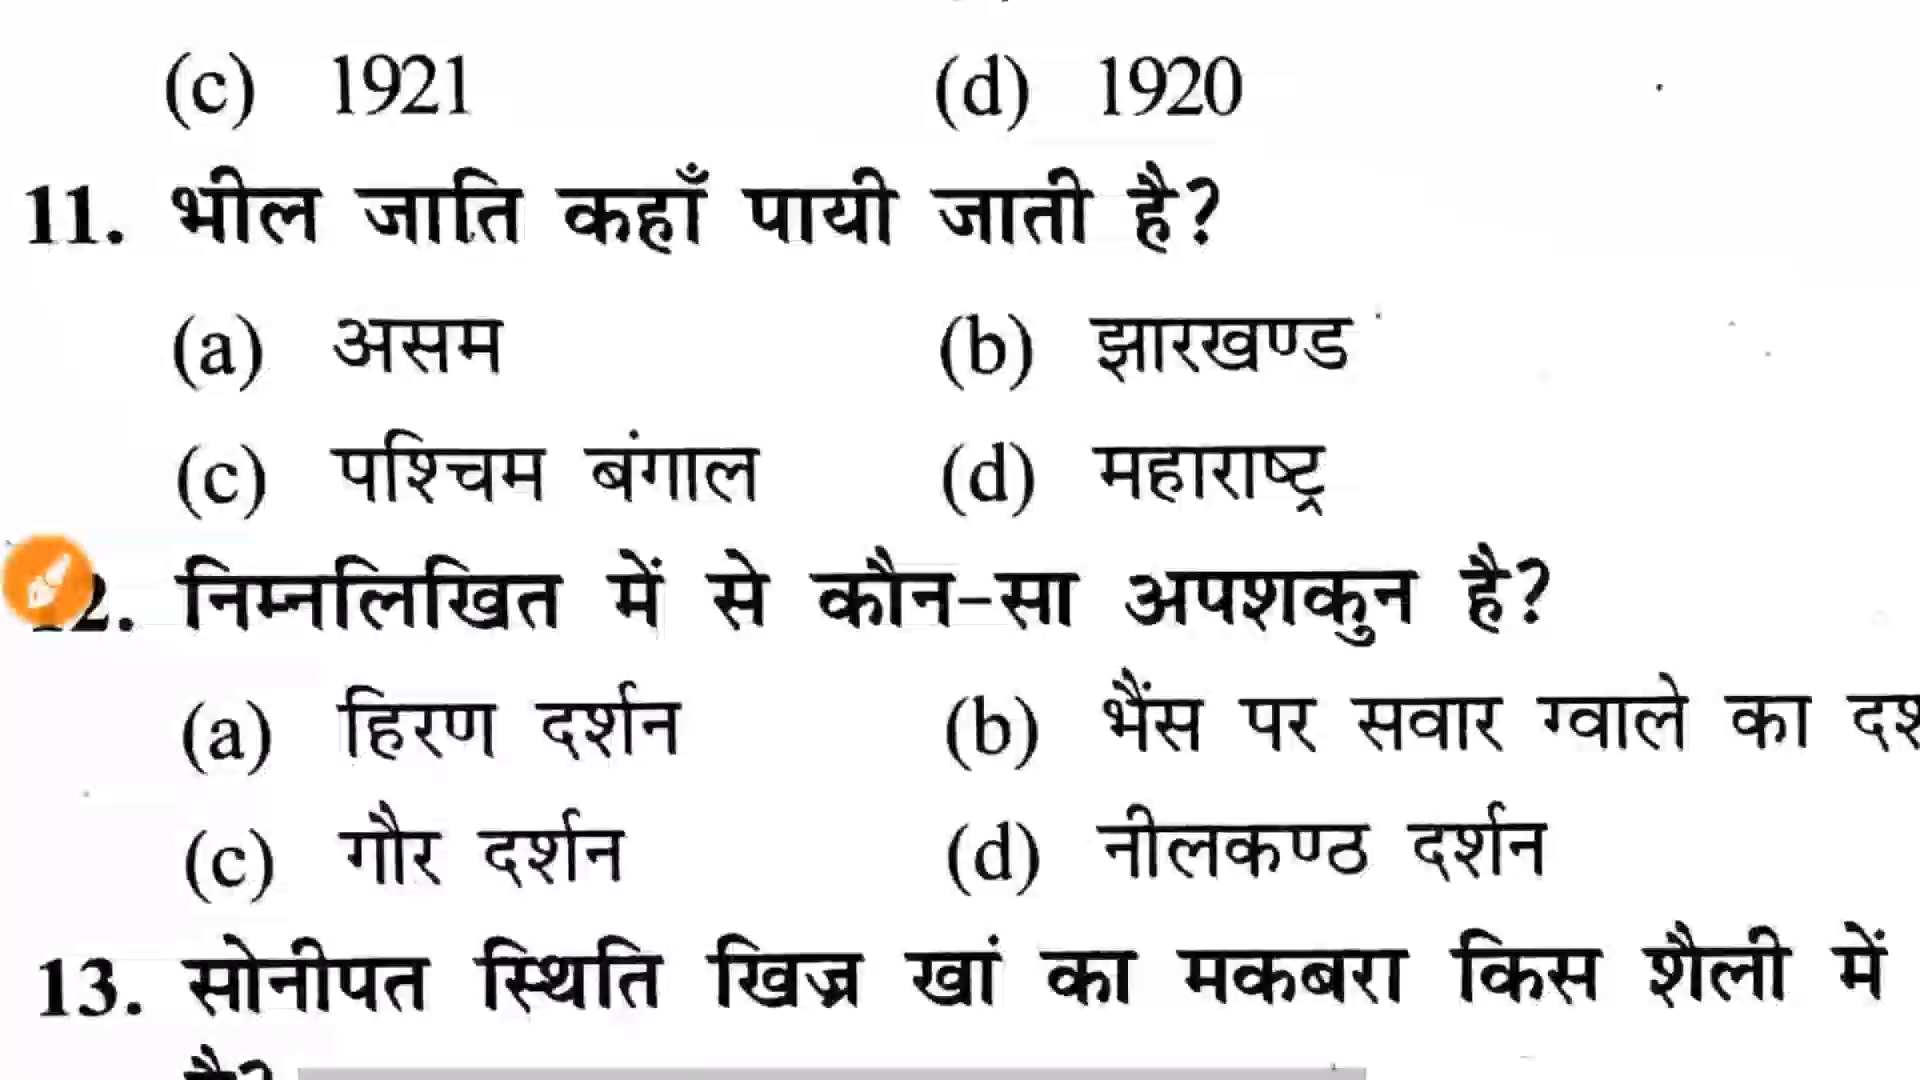 (c) 1921 (d) 1920
11. भील जाति कहाँ पायी जाती है?
(a) असम (b) झारखण्ड
(c) पश्चिम बंगाल (d) महाराष्ट्र
2. निम्नलिखित में से कौन-सा अपशकुन है?
(a) हिरण दर्शन (b) भैंस पर सवार ग्वाले का
(c) गौर दर्शन (d) नीलकण्ठ दर्शन
13. सोनीपत स्थिति खिज्र खां का मकबरा किस शैली में